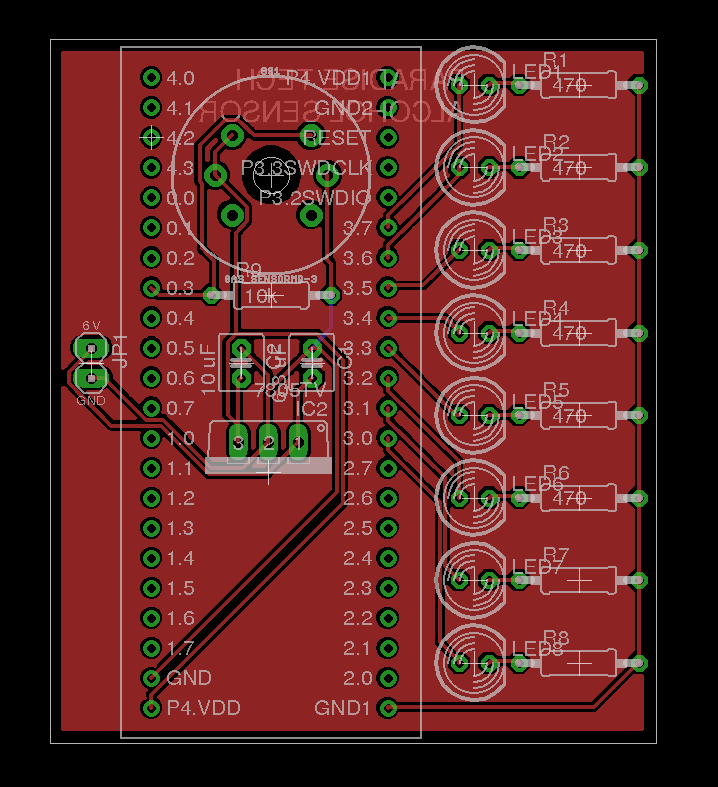 GS1
P4.VDD1
PARADISE TECH
GND2
ALCOHOL SENSOR
RESET
P3.3SWDCLK
P3.2SWDIO
4.0
4.1
4.2
4.3
0.0
0.1
0.2
0.3
0.4
0.5
0.6
0.7
1.0
1.1
1.2
1.3
1.4
1.5
1.6
1.7
GND
P4.VDD
3.7
3.6
3.5
3.4
3.3
3.2
3.1
3.0
2.7
2.6
2.5
2.4
2.3
2.2
2.1
2.0
GND1
R9
GAS_SENSORMQ-3
10k
6V
JP1
GND
10uF
C2
C1
7805TV
IC2
3 2 1
R1
LED1
470
R2
LED2
470
R3
LED3
470
R4
LED4
470
R5
LED5
470
R6
LED6
470
R7
LED7
R8
LED8